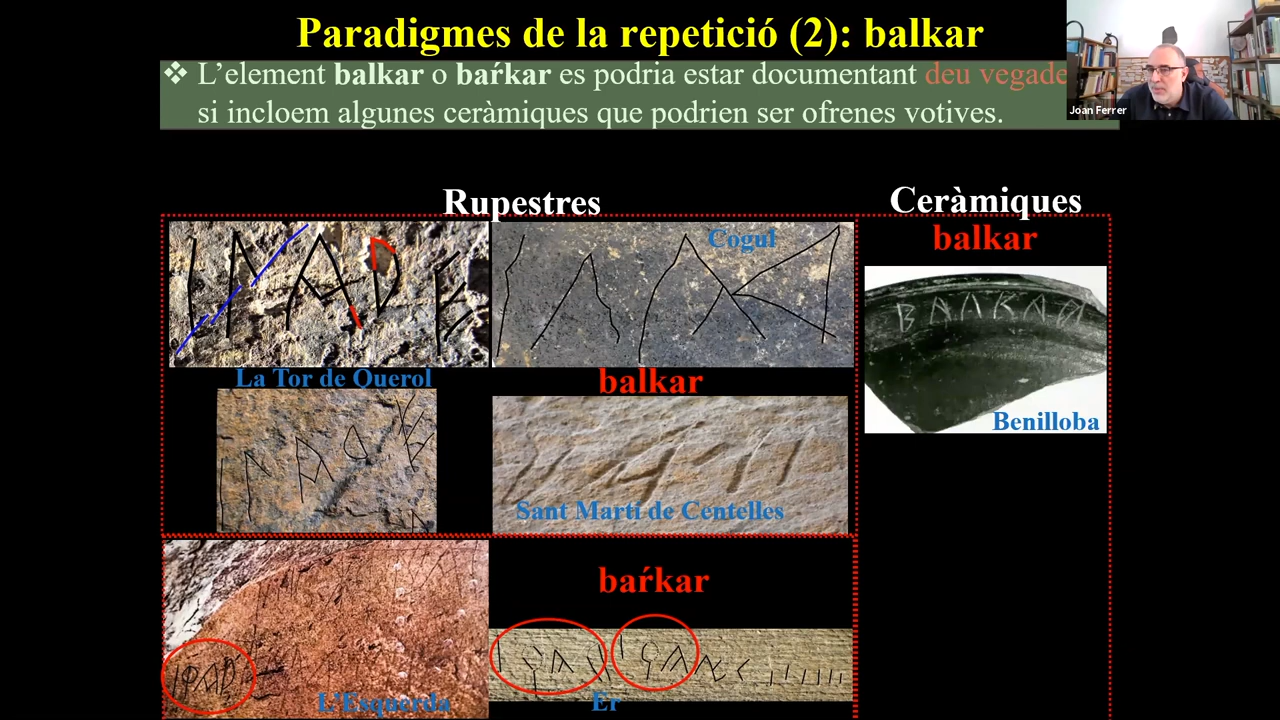 Paradigmes de la repetició (2): balkar
❖ L’element balkar o baŕkar es podria estar documentant deu vegade
si incloem algunes ceràmiques que podrien ser ofrenes votives.
Joan Ferrer
Rupestres
Ceràmiques
balkar
Cogul
La Tor de Querol
balkar
Benilloba
Sant Martí de Centelles
baŕkar
L'Esquerda
Er